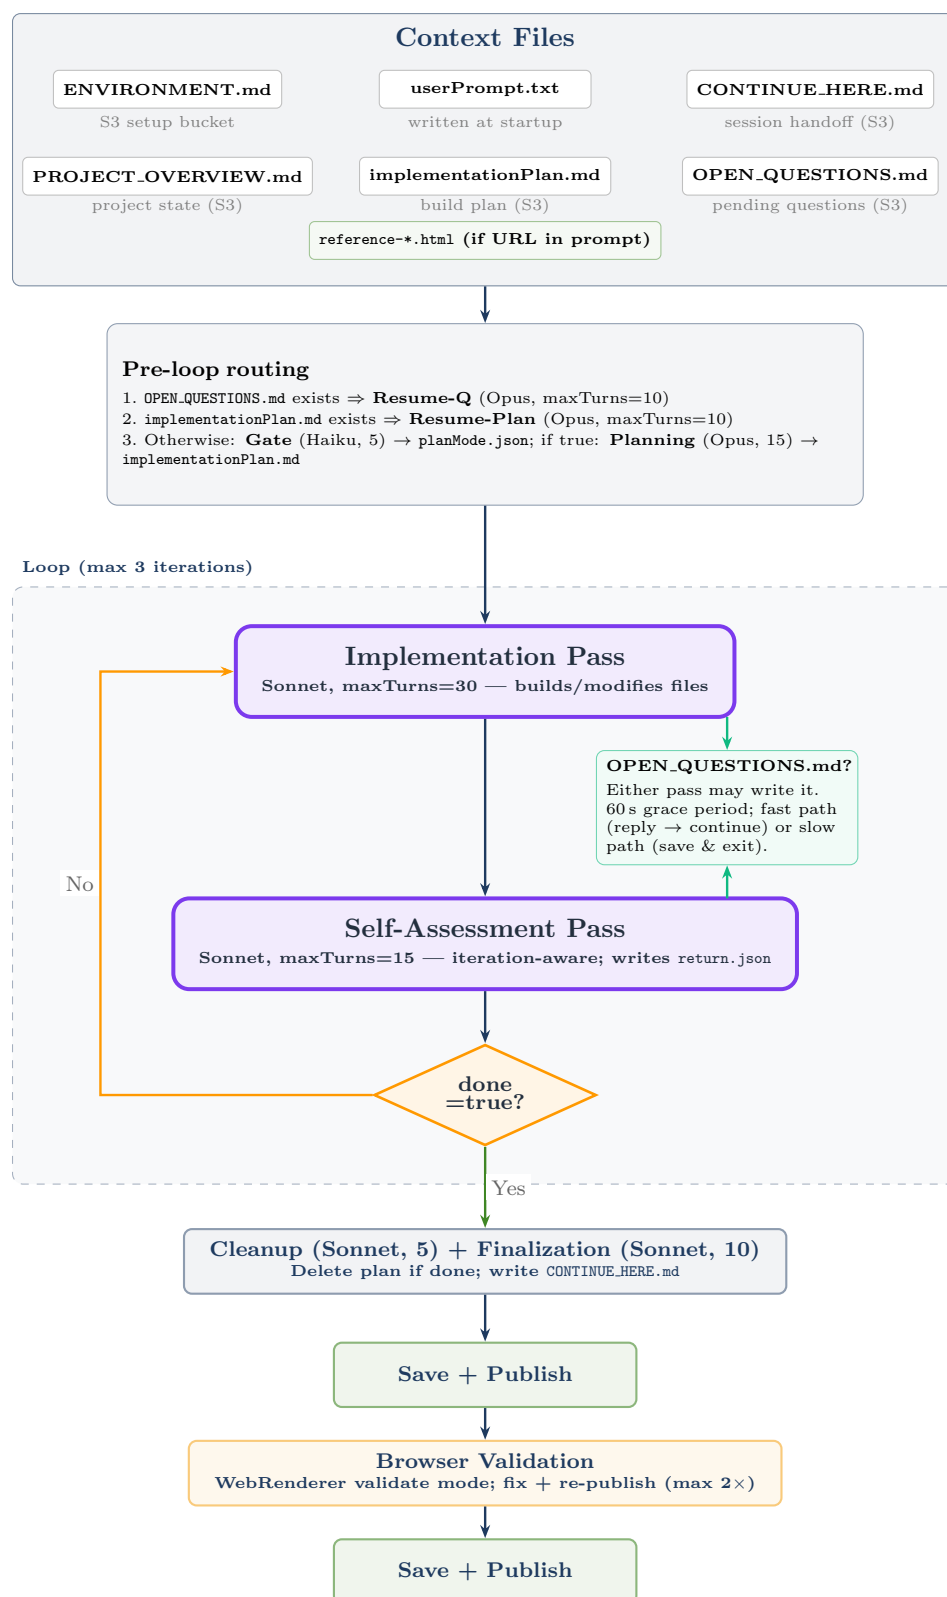 Context Files
ENVIRONMENT.md
userPrompt.txt
CONTINUE_HERE.md
S3 setup bucket
written at startup
session handoff (S3)
PROJECT_OVERVIEW.md
implementationPlan.md
OPEN_QUESTIONS.md
project state (S3)
build plan (S3)
pending questions (S3)
reference-*.html (if URL in prompt)
Pre-loop routing
1. OPEN_QUESTIONS.md exists ⇒ Resume-Q (Opus, maxTurns=10)
2. implementationPlan.md exists ⇒ Resume-Plan (Opus, maxTurns=10)
3. Otherwise: Gate (Haiku, 5) → planMode.json; if true: Planning (Opus, 15) →
implementationPlan.md
Loop (max 3 iterations)
Implementation Pass
Sonnet, maxTurns=30 — builds/modifies files
OPEN_QUESTIONS.md?
Either pass may write it.
60 s grace period; fast path
(reply → continue) or slow
path (save & exit).
No
Self-Assessment Pass
Sonnet, maxTurns=15 — iteration-aware; writes return.json
done
=true?
Yes
Cleanup (Sonnet, 5) + Finalization (Sonnet, 10)
Delete plan if done; write CONTINUE_HERE.md
Save + Publish
Browser Validation
WebRenderer validate mode; fix + re-publish (max 2×)
Save + Publish